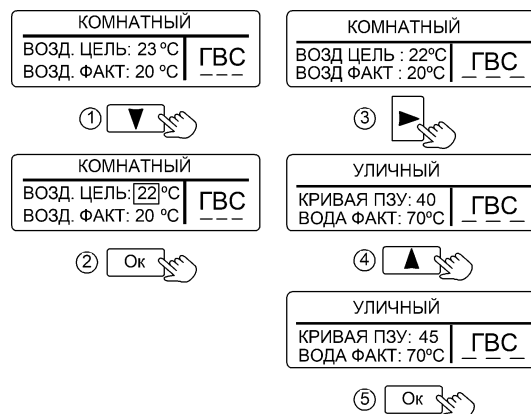 КОМНАТНЫЙ
ВОЗД. ЦЕЛЬ: 23 ºC
ВОЗД. ФАКТ: 20 ºC
ГВС
_ _ _
1
КОМНАТНЫЙ
ВОЗД. ЦЕЛЬ: 22 ºC
ВОЗД. ФАКТ: 20 ºC
ГВС
_ _ _
2
Ок
КОМНАТНЫЙ
ВОЗД ЦЕЛЬ : 22ºC
ВОЗД ФАКТ : 20ºC
ГВС
_ _ _
3
УЛИЧНЫЙ
КРИВАЯ ПЗУ: 40
ВОДА ФАКТ: 70ºC
ГВС
_ _ _
4
УЛИЧНЫЙ
КРИВАЯ ПЗУ: 45
ВОДА ФАКТ: 70ºC
ГВС
_ _ _
5
Ок